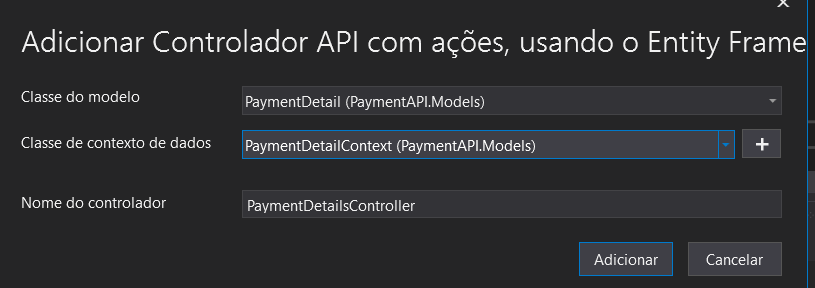 Adicionar Controlador API com ações, usando o Entity Frame
Classe do modelo
PaymentDetail (PaymentAPI.Models)
Classe de contexto de dados
PaymentDetailContext (PaymentAPI.Models)
Nome do controlador
PaymentDetailsController
Adicionar
Cancelar